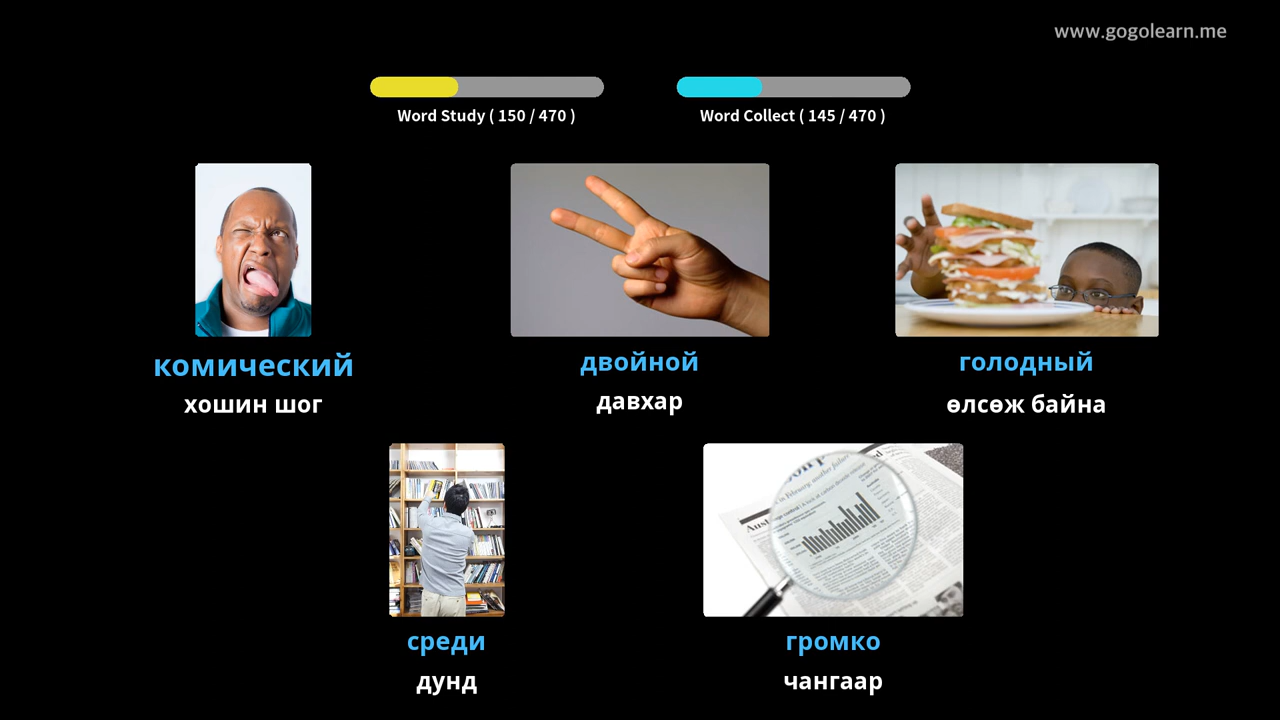 www.gogolearn.me
Word Study ( 150 / 470 )
Word Collect ( 145 / 470 )
комический
хошин шог
двойной
давхар
голодный
өлсөж байна
среди
дунд
громко
чангаар